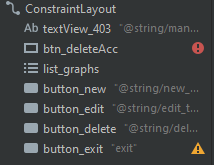 ConstraintLayout
Ab textView_403 "@string/man...
btn_deleteAcc
list_graphs
button_new "@string/new_...
button_edit "@string/edit_t...
button_delete "@string/del...
button_exit "exit"